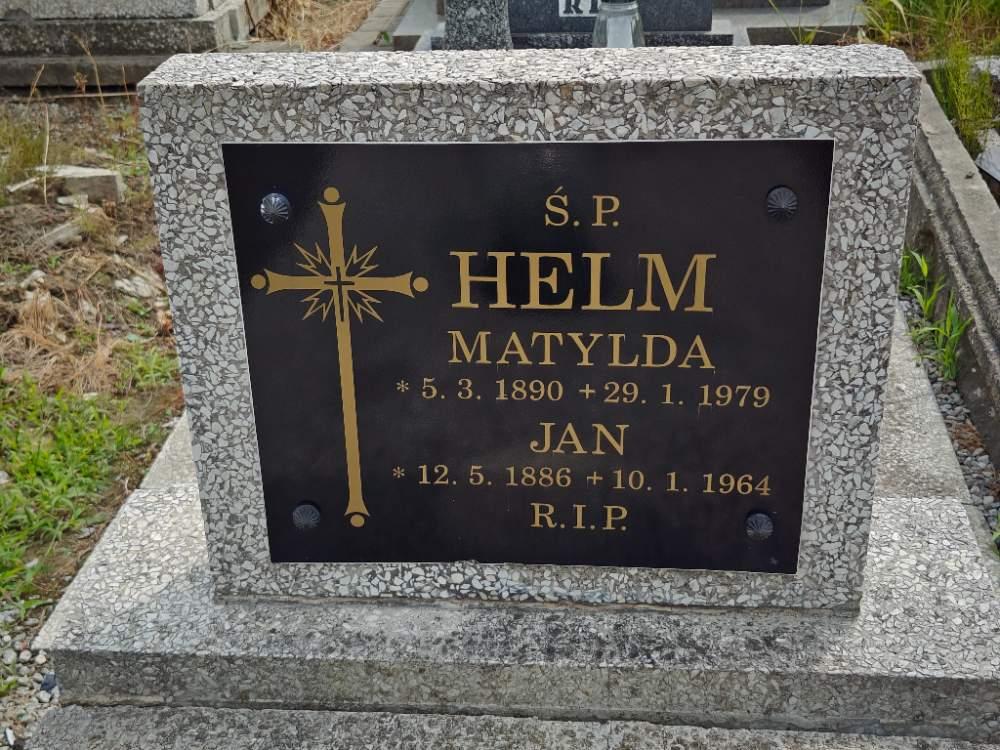 Ś. P.
HELM
MATYLDA
* 5. 3. 1890 + 29. 1. 1979
JAN
* 12. 5. 1886 + 10. 1. 1964
R.I.P.